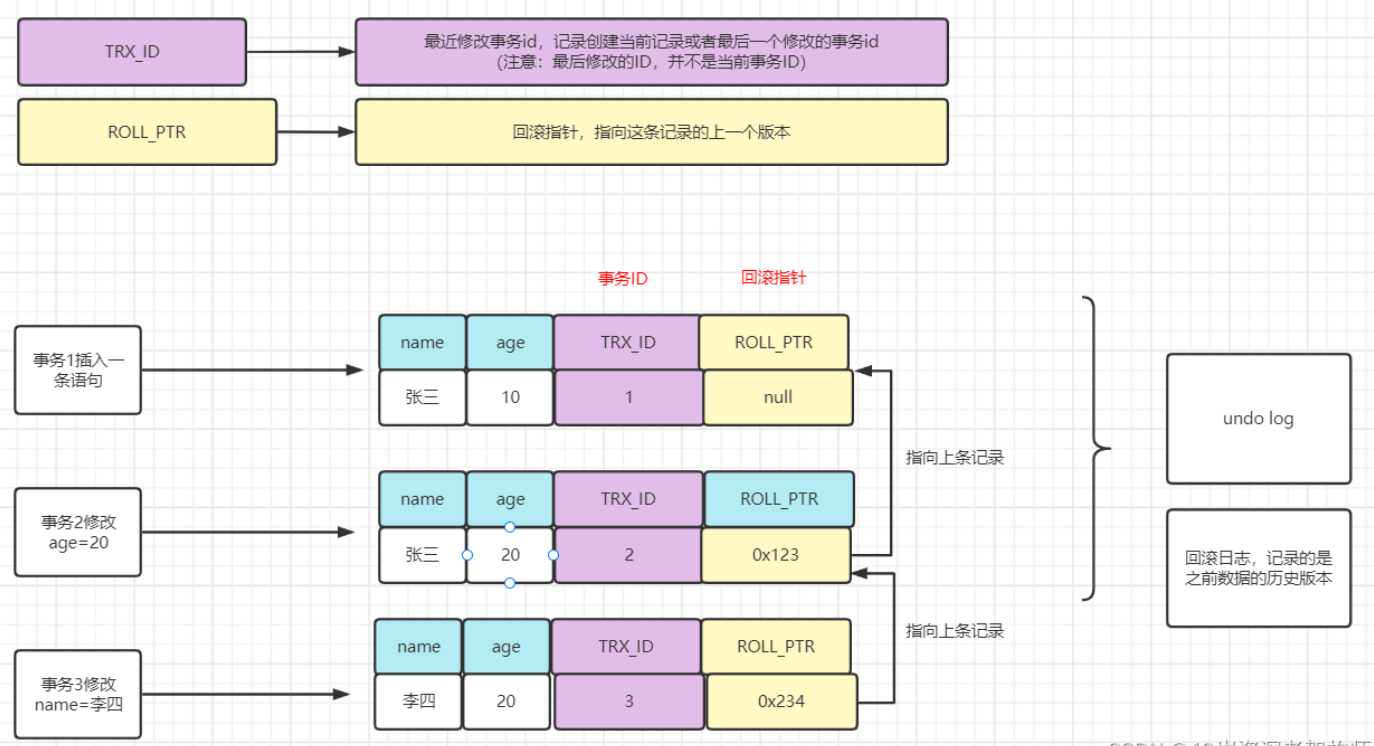 TRX_ID
最近修改事务id，记录创建当前记录或者最后一个修改的事务id
(注意：最后修改的ID，并不是当前事务ID)
ROLL_PTR
回滚指针，指向这条记录的上一个版本
事务ID
回滚指针
事务1插入一
条语句
name age TRX_ID ROLL_PTR
张三 10 1 null
指向上条记录
undo log
事务2修改
age=20
name age TRX_ID ROLL_PTR
张三 20 2 0x123
回滚日志，记录的是
之前数据的历史版本
指向上条记录
事务3修改
name=李四
name age TRX_ID ROLL_PTR
李四 20 3 0x234